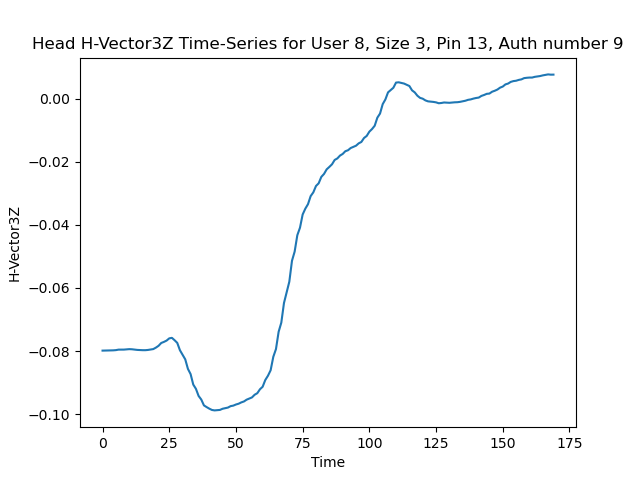 Head H-Vector3Z Time-Series for User 8, Size 3, Pin 13, Auth number 9
H-Vector3Z
0.00
−0.02
−0.04
−0.06
−0.08
−0.10
0 25 50 75 100 125 150 175
Time